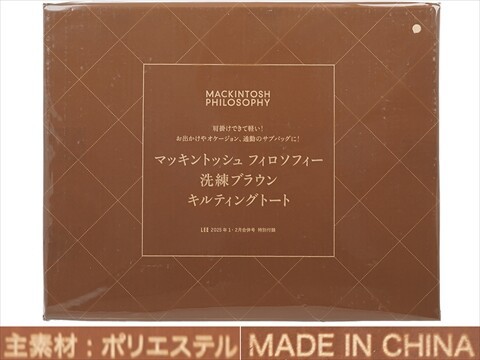 MACKINTOSH
PHILOSOPHY
肩掛けできて軽い!
お出かけやオケージョン、通勤のサブバッグに!
マッキントッシュ フィロソフィー
洗練ブラウン
キルティングトート
LEE 2025年1・2月合併号 特別付録
主素材：ポリエステル
MADE IN CHINA